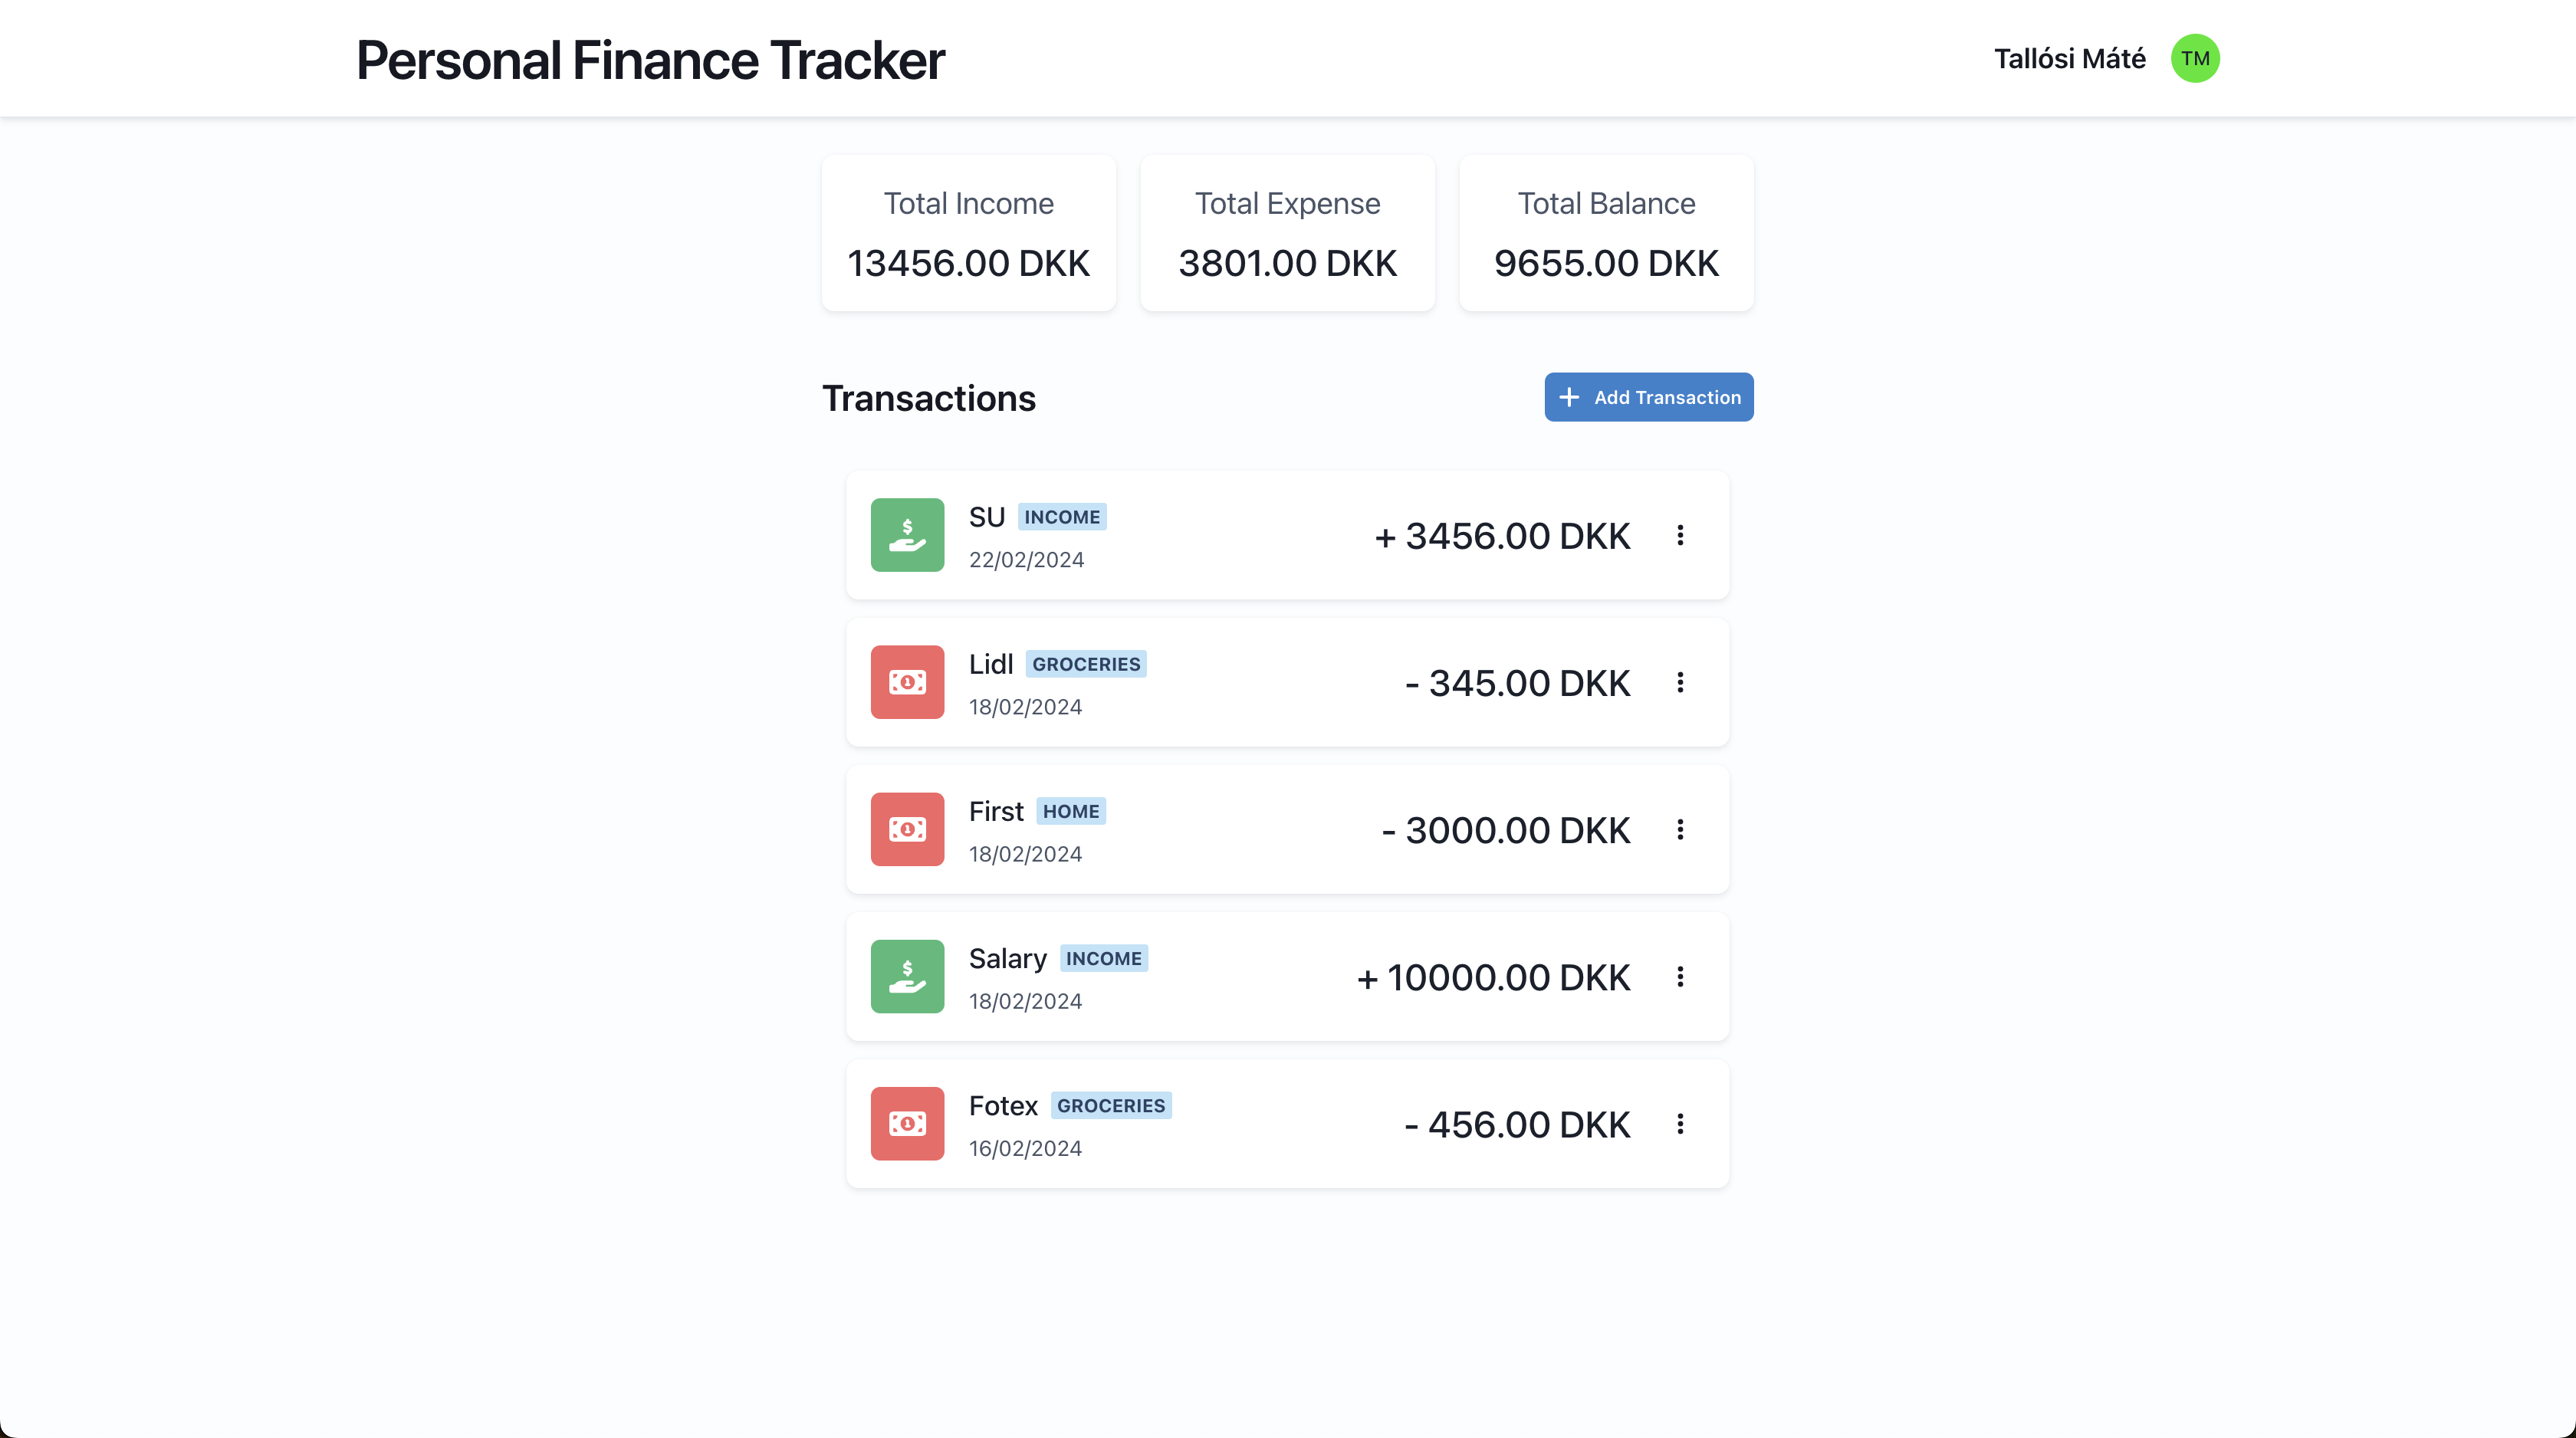 Personal Finance Tracker
Tallósi Máté
TM
Total Income
13456.00 DKK
Total Expense
3801.00 DKK
Total Balance
9655.00 DKK
Transactions
+ Add Transaction
$
SU INCOME
22/02/2024
+ 3456.00 DKK
1
Lidl GROCERIES
18/02/2024
- 345.00 DKK
1
First HOME
18/02/2024
- 3000.00 DKK
$
Salary INCOME
18/02/2024
+ 10000.00 DKK
1
Fotex GROCERIES
16/02/2024
- 456.00 DKK